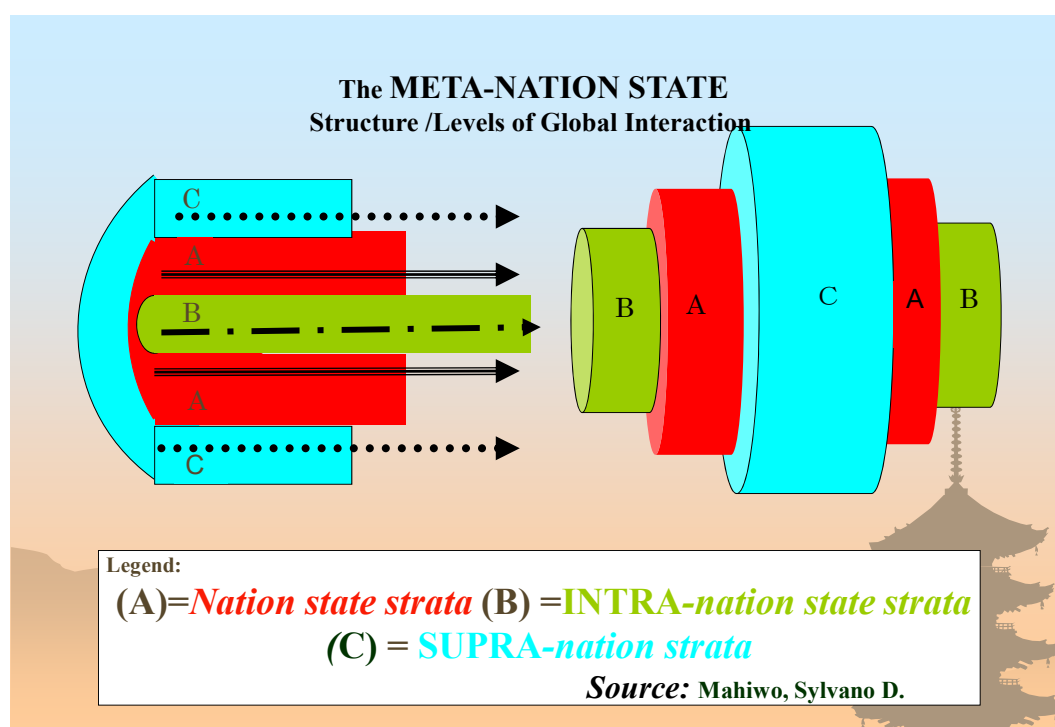 The META-NATION STATE
Structure /Levels of Global Interaction
C
A
B
A
C
B
A
C
A
B
Legend:
(A)=Nation state strata (B) =INTRA-nation state strata
(C) = SUPRA-nation strata
Source: Mahiwo, Sylvano D.